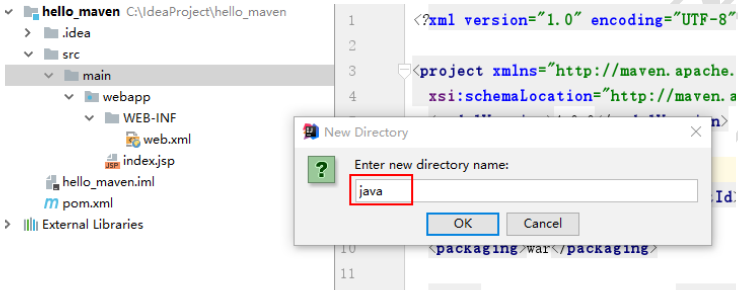 hello_maven C:\IdeaProject\hello_maven
.idea
src
main
webapp
WEB-INF
web.xml
index.jsp
hello_maven.iml
pom.xml
External Libraries
1 <?xml version="1.0" encoding="UTF-8"
2
3 <project xmlns="http://maven.apache.
4 xsi:schemaLocation="http://maven.a
n>
Id>
10 <packaging>war</packaging>
11
New Directory
Enter new directory name:
java
OK
Cancel